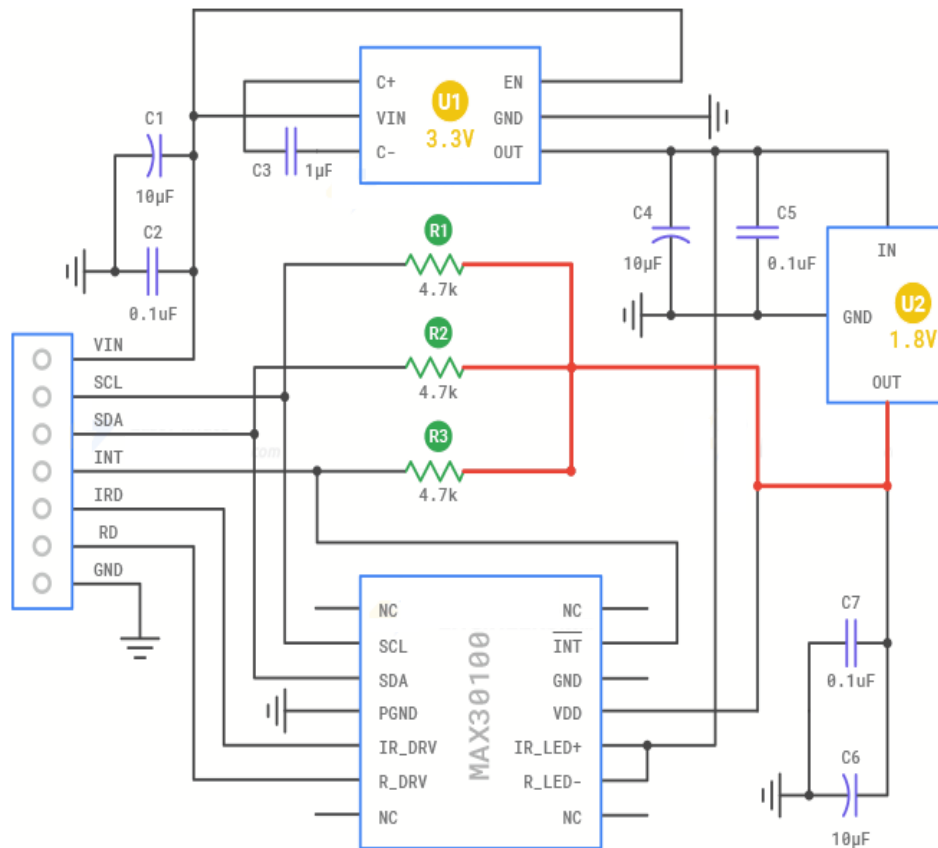 C+
EN
U1
VIN
GND
3.3V
C-
OUT
C1
10µF
C3
1µF
C2
0.1uF
R1
4.7k
R2
4.7k
R3
4.7k
C4
10µF
C5
0.1uF
IN
U2
GND
1.8V
OUT
VIN
SCL
SDA
INT
IRD
RD
GND
com
NC
SCL
SDA
PGND
IR_DRV
R_DRV
NC
MAX30100
NC
INT
GND
VDD
IR_LED+
R_LED-
NC
C7
0.1uF
C6
10µF